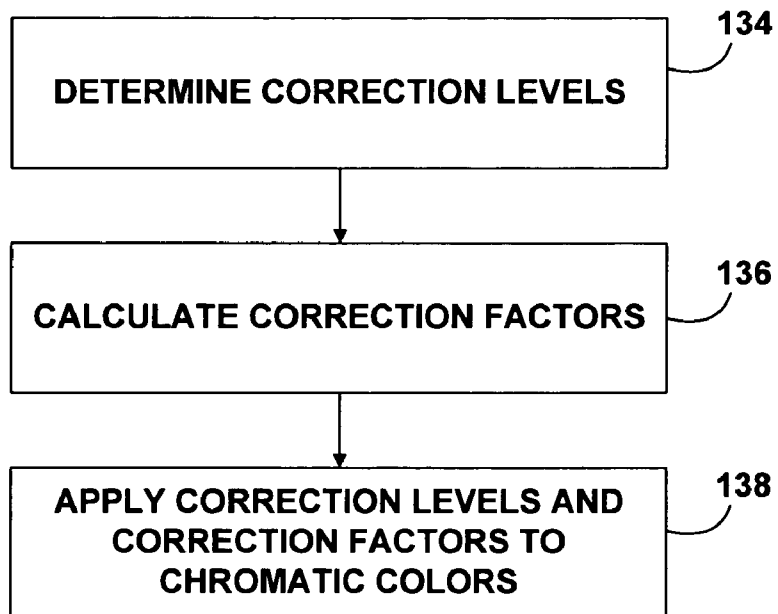 134
DETERMINE CORRECTION LEVELS
136
CALCULATE CORRECTION FACTORS
138
APPLY CORRECTION LEVELS AND
CORRECTION FACTORS TO
CHROMATIC COLORS